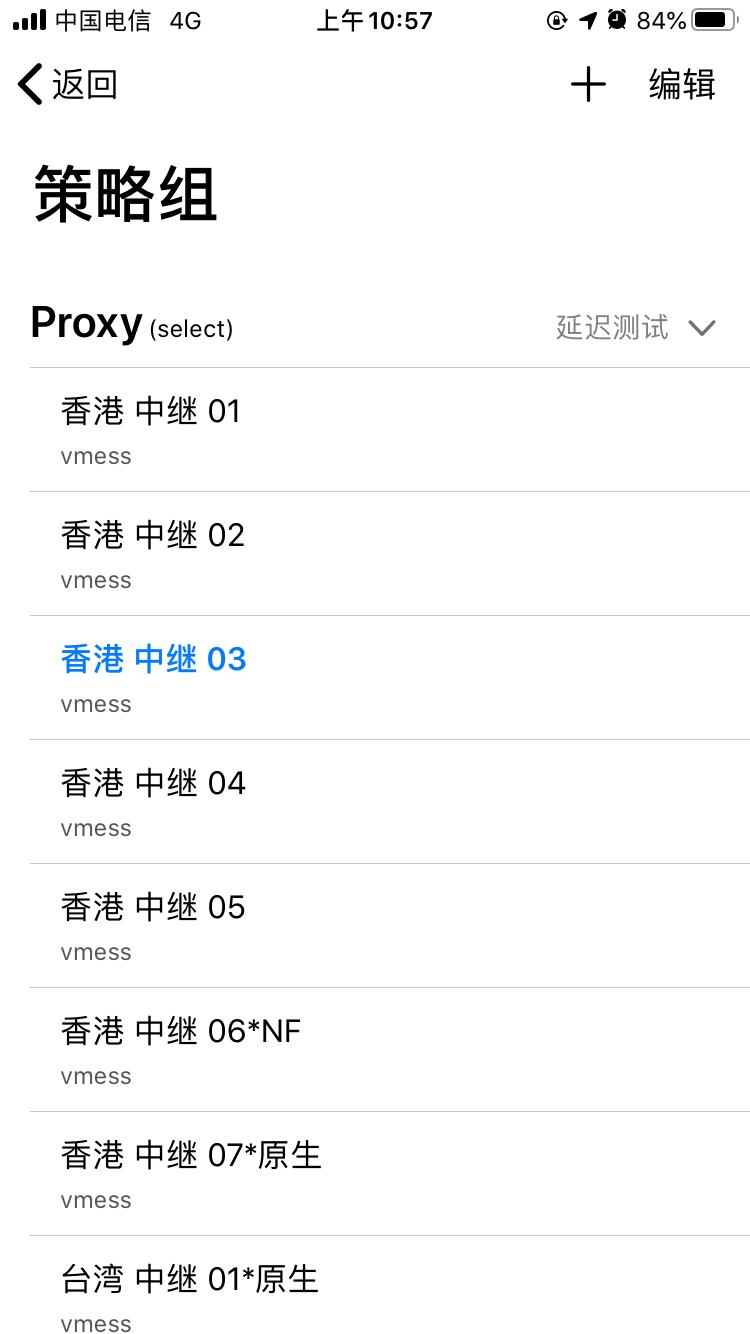 中国电信 4G 上午10:57 84%
返回 编辑
策略组
Proxy (select) 延迟测试
香港 中继 01
vmess
香港 中继 02
vmess
香港 中继 03
vmess
香港 中继 04
vmess
香港 中继 05
vmess
香港 中继 06*NF
vmess
香港 中继 07*原生
vmess
台湾 中继 01*原生
vmess